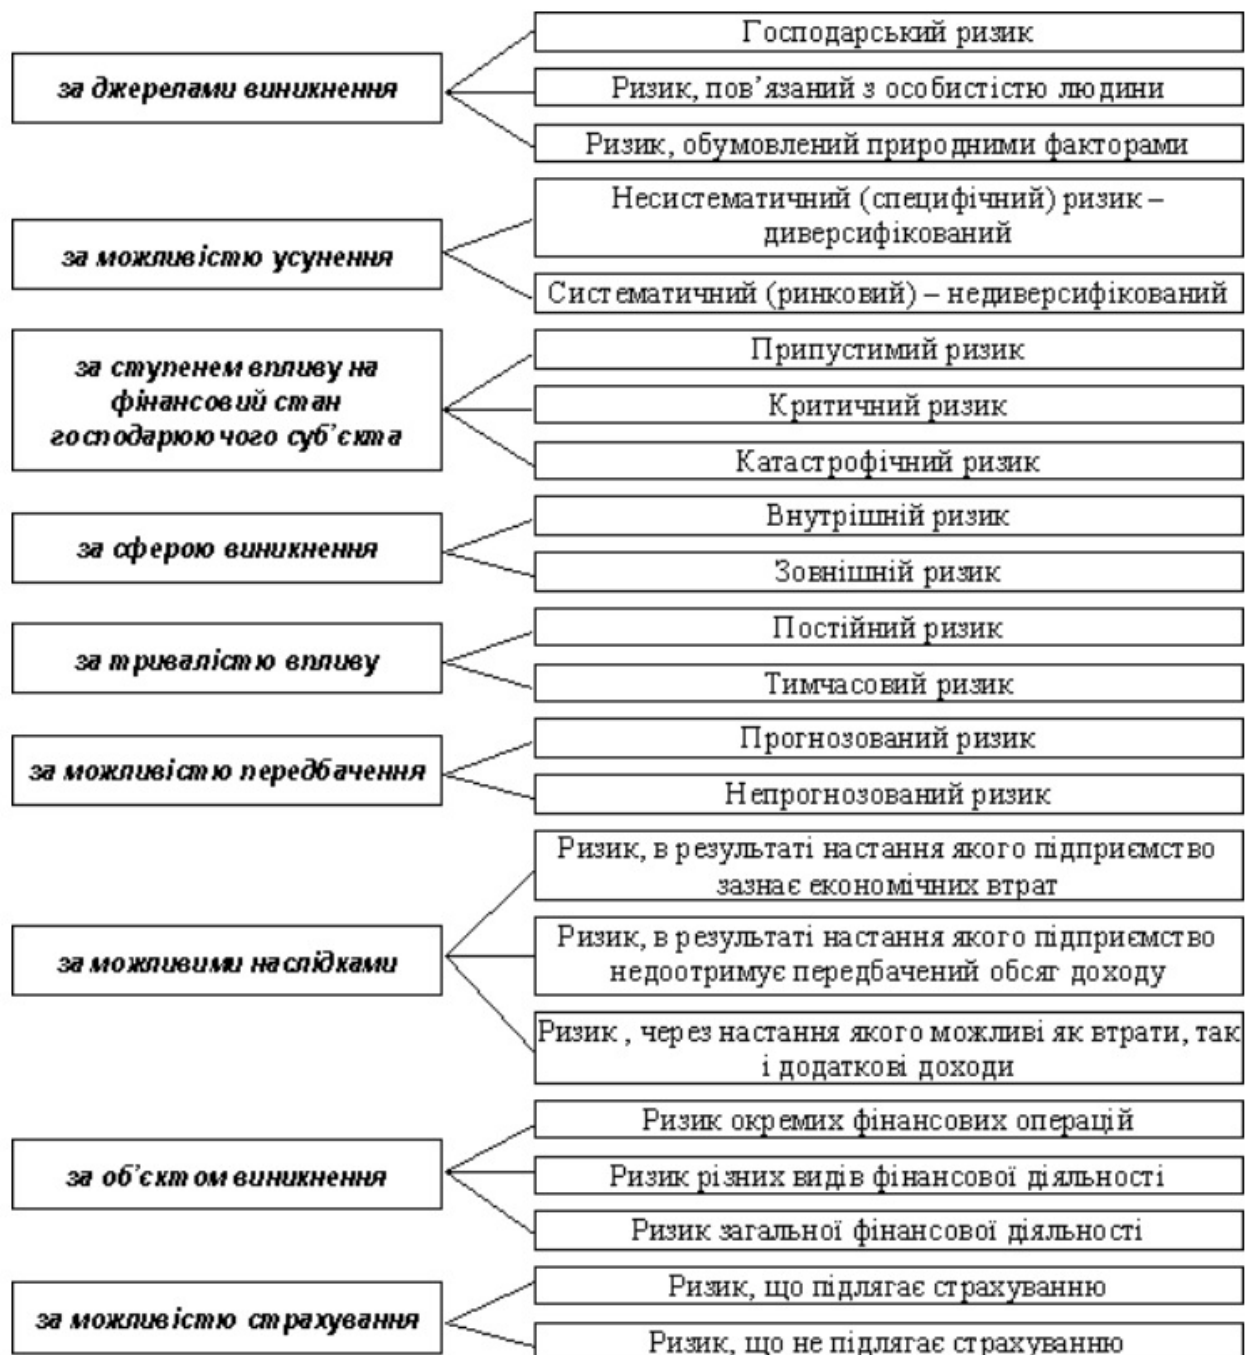 за джерелами виникнення
Господарський ризик
Ризик, пов’язаний з особистістю людини
Ризик, обумовлений природними факторами
за можливістю усунення
Несистематичний (специфічний) ризик –
диверсифікований
Систематичний (ринковий) – недиверсифікований
за ступенем впливу на
фінансовий стан
господарюючого суб’єкта
Припустимий ризик
Критичний ризик
Катастрофічний ризик
за сферою виникнення
Внутрішній ризик
Зовнішній ризик
за тривалістю впливу
Постійний ризик
Тимчасовий ризик
за можливістю передбачення
Прогнозований ризик
Непрогнозований ризик
за можливими наслідками
Ризик, в результаті настання якого підприємство
зазнає економічних втрат
Ризик, в результаті настання якого підприємство
недоотримує передбачений обсяг доходу
Ризик , через настання якого можливі як втрати, так
і додаткові доходи
за об’єктом виникнення
Ризик окремих фінансових операцій
Ризик різних видів фінансової діяльності
Ризик загальної фінансової діяльності
за можливістю страхування
Ризик, що підлягає страхуванню
Ризик, що не підлягає страхуванню